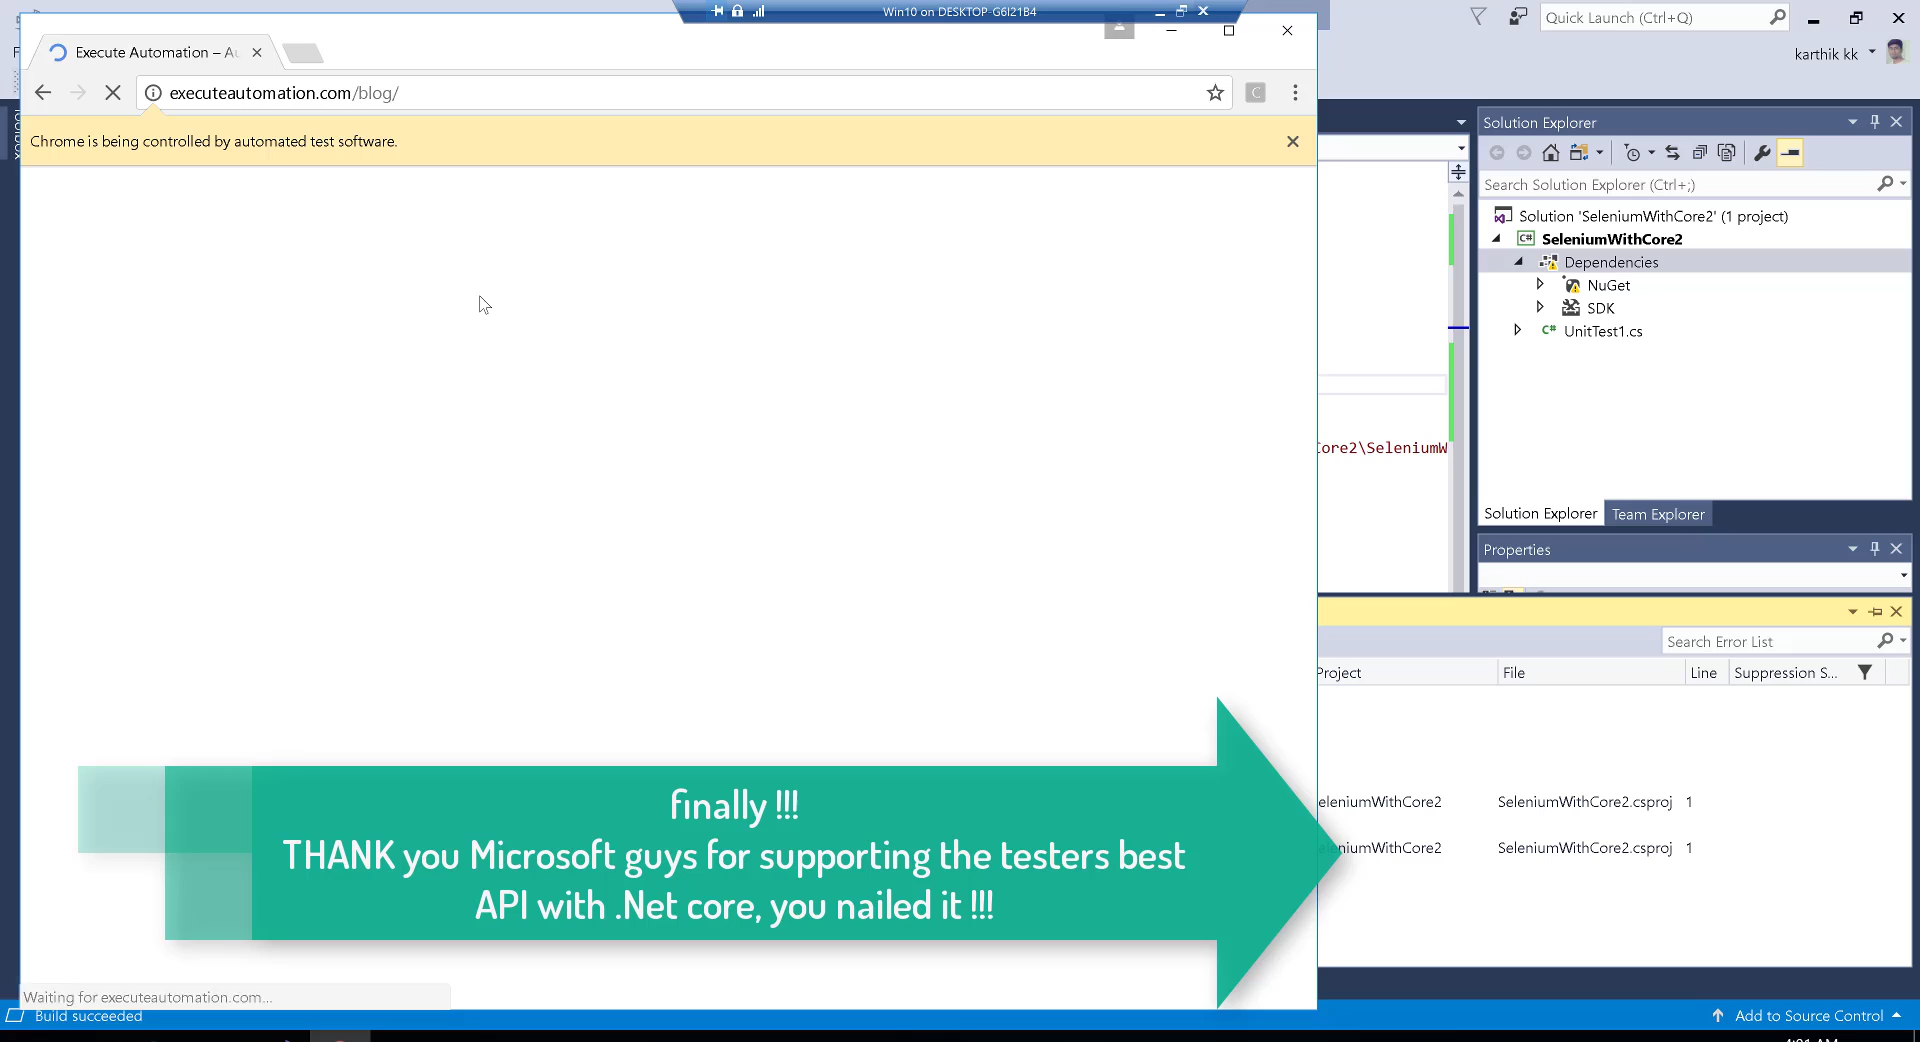 Win10 on DESKTOP-G6I21B4
Quick Launch (Ctrl+Q)
karthik kk
Execute Automation – Au
executeautomation.com/blog/
Chrome is being controlled by automated test software.
Solution Explorer
Search Solution Explorer (Ctrl+;)
Solution 'SeleniumWithCore2' (1 project)
C# SeleniumWithCore2
Dependencies
NuGet
SDK
C# UnitTest1.cs
Core2\SeleniumW
Solution Explorer Team Explorer
Properties
Search Error List
Project File Line Suppression S...
eleniumWithCore2 SeleniumWithCore2.csproj 1
eleniumWithCore2 SeleniumWithCore2.csproj 1
finally !!!
THANK you Microsoft guys for supporting the testers best
API with .Net core, you nailed it !!!
Waiting for executeautomation.com...
Build succeeded
Add to Source Control